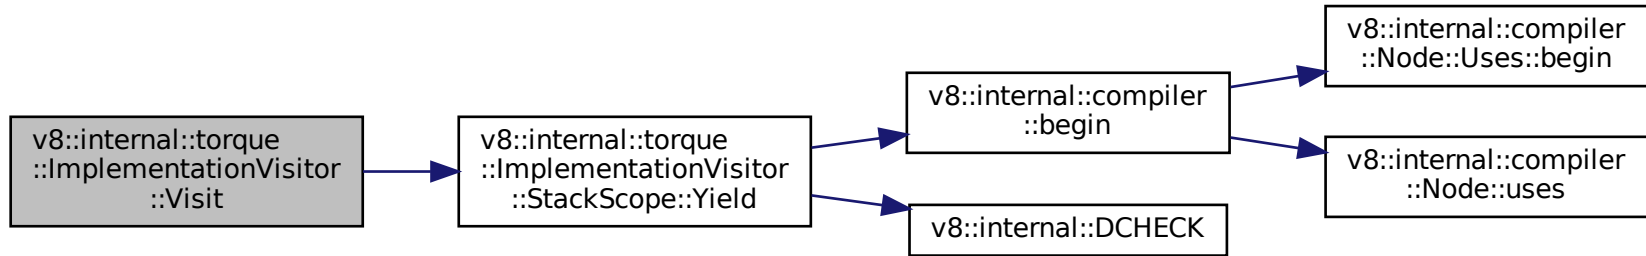 v8::internal::torque
::ImplementationVisitor
::Visit
v8::internal::torque
::ImplementationVisitor
::StackScope::Yield
v8::internal::compiler
::begin
v8::internal::DCHECK
v8::internal::compiler
::Node::Uses::begin
v8::internal::compiler
::Node::uses